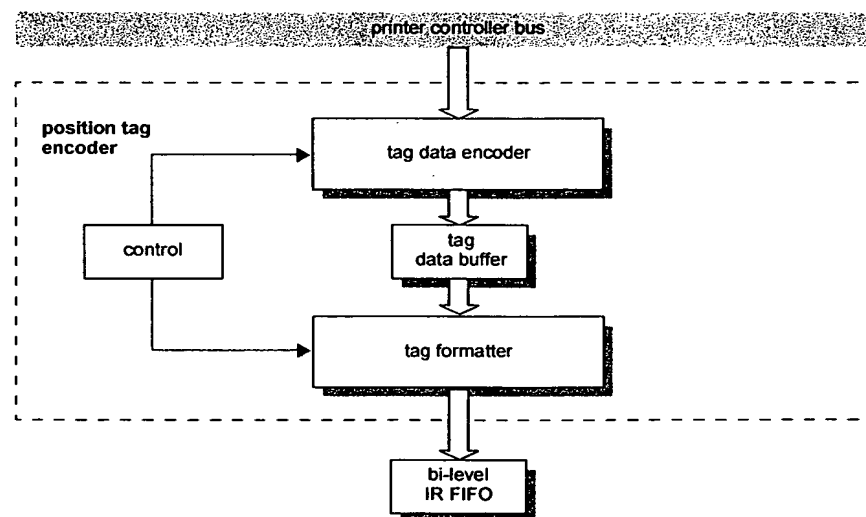 printer controller bus
position tag
encoder
tag data encoder
control
tag
data buffer
tag formatter
bi-level
IR FIFO